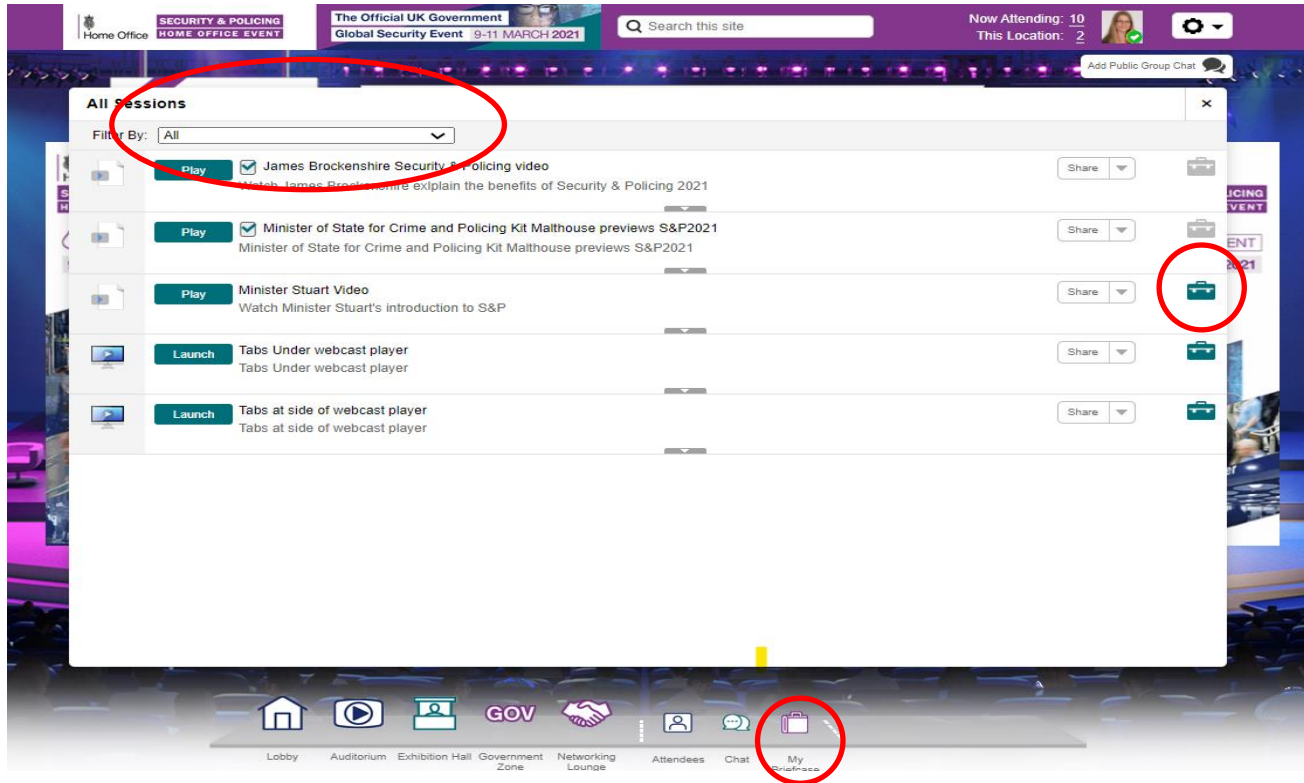 Home Office
SECURITY & POLICING
HOME OFFICE EVENT
The Official UK Government
Global Security Event 9-11 MARCH 2021
Search this site
Now Attending: 10
This Location: 2
Add Public Group Chat
All Sessions
Filter By: All
Play James Brockenshire Security & Policing video Share
Watch James Brockenshire exlplain the benefits of Security & Policing 2021
Play Minister of State for Crime and Policing Kit Malthouse previews S&P2021 Share
Minister of State for Crime and Policing Kit Malthouse previews S&P2021
Play Minister Stuart Video Share
Watch Minister Stuart's introduction to S&P
Launch Tabs Under webcast player Share
Tabs Under webcast player
Launch Tabs at side of webcast player Share
Tabs at side of webcast player
GOV
Lobby Auditorium Exhibition Hall Government Zone Networking Lounge Attendees Chat My Briefcase